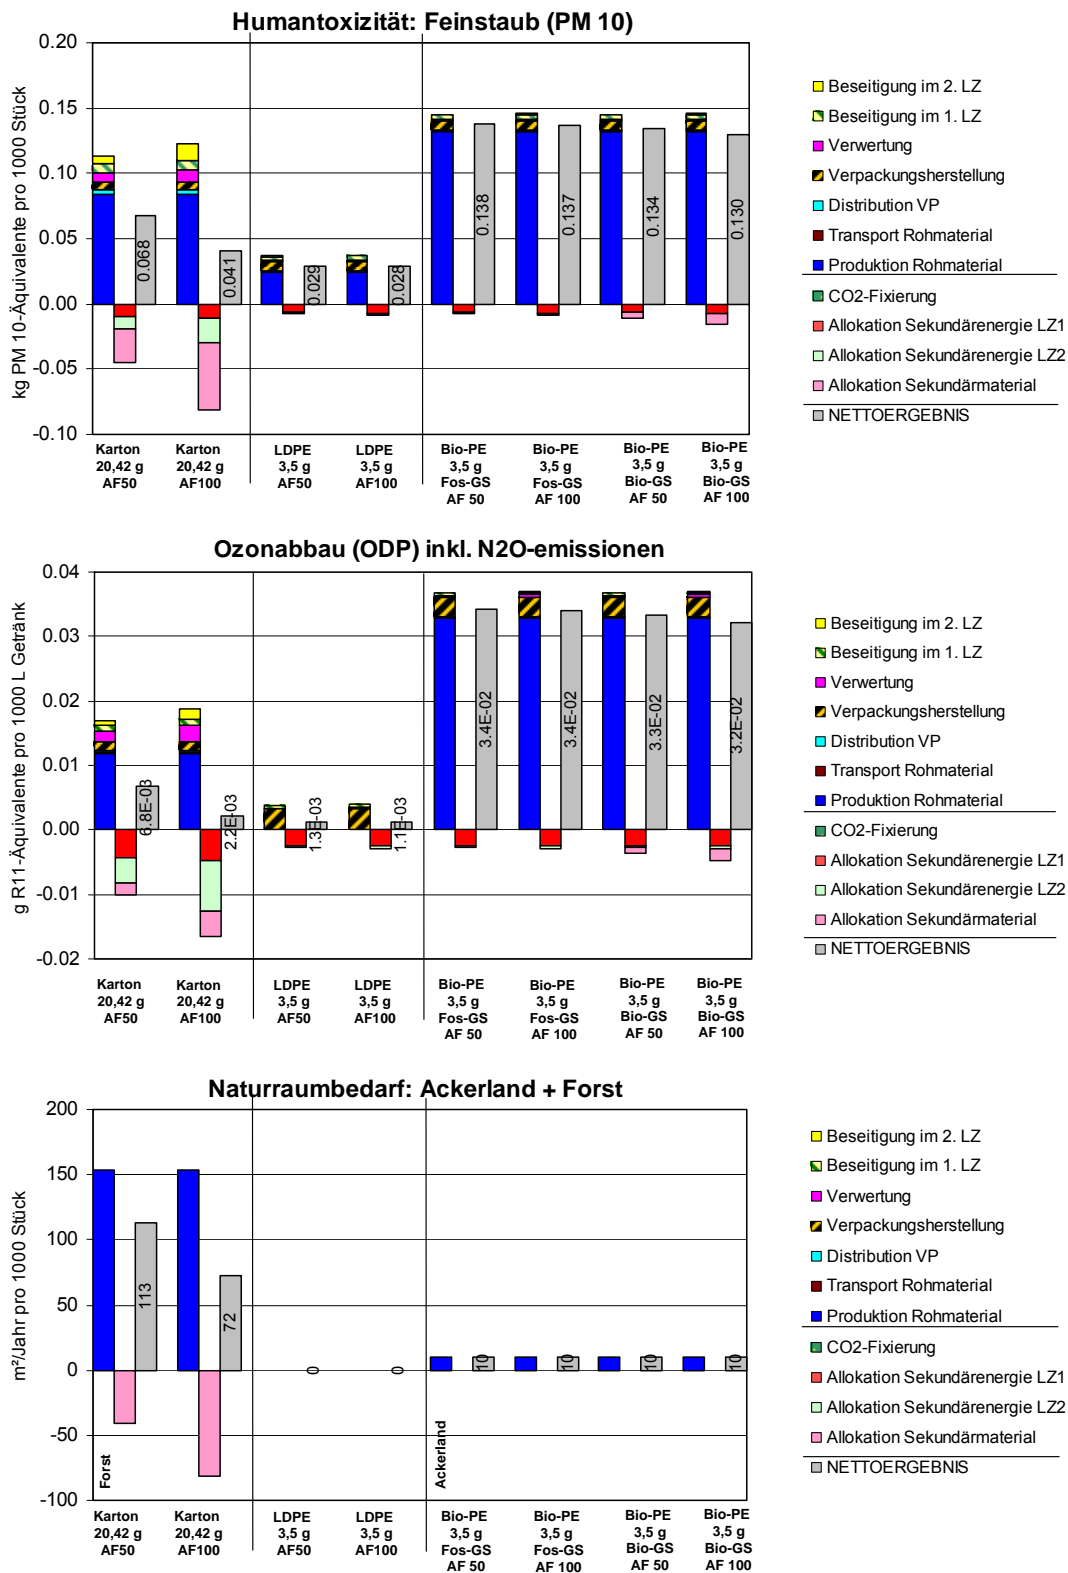 Humantoxizität: Feinstaub (PM 10)
kg PM 10-Äquivalente pro 1000 Stück
0.20
0.15
0.10
0.05
0.00
-0.05
-0.10
0.068
0.041
0.029
0.028
0.138
0.137
0.134
0.130
Karton
20,42 g
AF50
Karton
20,42 g
AF100
LDPE
3,5 g
AF50
LDPE
3,5 g
AF100
Bio-PE
3,5 g
Fos-GS
AF 50
Bio-PE
3,5 g
Fos-GS
AF 100
Bio-PE
3,5 g
Bio-GS
AF 50
Bio-PE
3,5 g
Bio-GS
AF 100
Beseitigung im 2. LZ
Beseitigung im 1. LZ
Verwertung
Verpackungsherstellung
Distribution VP
Transport Rohmaterial
Produktion Rohmaterial
CO2-Fixierung
Allokation Sekundärenergie LZ1
Allokation Sekundärenergie LZ2
Allokation Sekundärmaterial
NETTOERGEBNIS
Ozonabbau (ODP) inkl. N2O-emissionen
g R11-Äquivalente pro 1000 L Getränk
0.04
0.03
0.02
0.01
0.00
-0.01
-0.02
6.8E-03
2.2E-03
1.3E-03
1.1E-03
3.4E-02
3.4E-02
3.3E-02
3.2E-02
Karton
20,42 g
AF50
Karton
20,42 g
AF100
LDPE
3,5 g
AF50
LDPE
3,5 g
AF100
Bio-PE
3,5 g
Fos-GS
AF 50
Bio-PE
3,5 g
Fos-GS
AF 100
Bio-PE
3,5 g
Bio-GS
AF 50
Bio-PE
3,5 g
Bio-GS
AF 100
Beseitigung im 2. LZ
Beseitigung im 1. LZ
Verwertung
Verpackungsherstellung
Distribution VP
Transport Rohmaterial
Produktion Rohmaterial
CO2-Fixierung
Allokation Sekundärenergie LZ1
Allokation Sekundärenergie LZ2
Allokation Sekundärmaterial
NETTOERGEBNIS
Naturraumbedarf: Ackerland + Forst
m²/Jahr pro 1000 Stück
200
150
100
50
0
-50
-100
113
72
0
0
10
10
10
10
Forst
Ackerland
Karton
20,42 g
AF50
Karton
20,42 g
AF100
LDPE
3,5 g
AF50
LDPE
3,5 g
AF100
Bio-PE
3,5 g
Fos-GS
AF 50
Bio-PE
3,5 g
Fos-GS
AF 100
Bio-PE
3,5 g
Bio-GS
AF 50
Bio-PE
3,5 g
Bio-GS
AF 100
Beseitigung im 2. LZ
Beseitigung im 1. LZ
Verwertung
Verpackungsherstellung
Distribution VP
Transport Rohmaterial
Produktion Rohmaterial
CO2-Fixierung
Allokation Sekundärenergie LZ1
Allokation Sekundärenergie LZ2
Allokation Sekundärmaterial
NETTOERGEBNIS